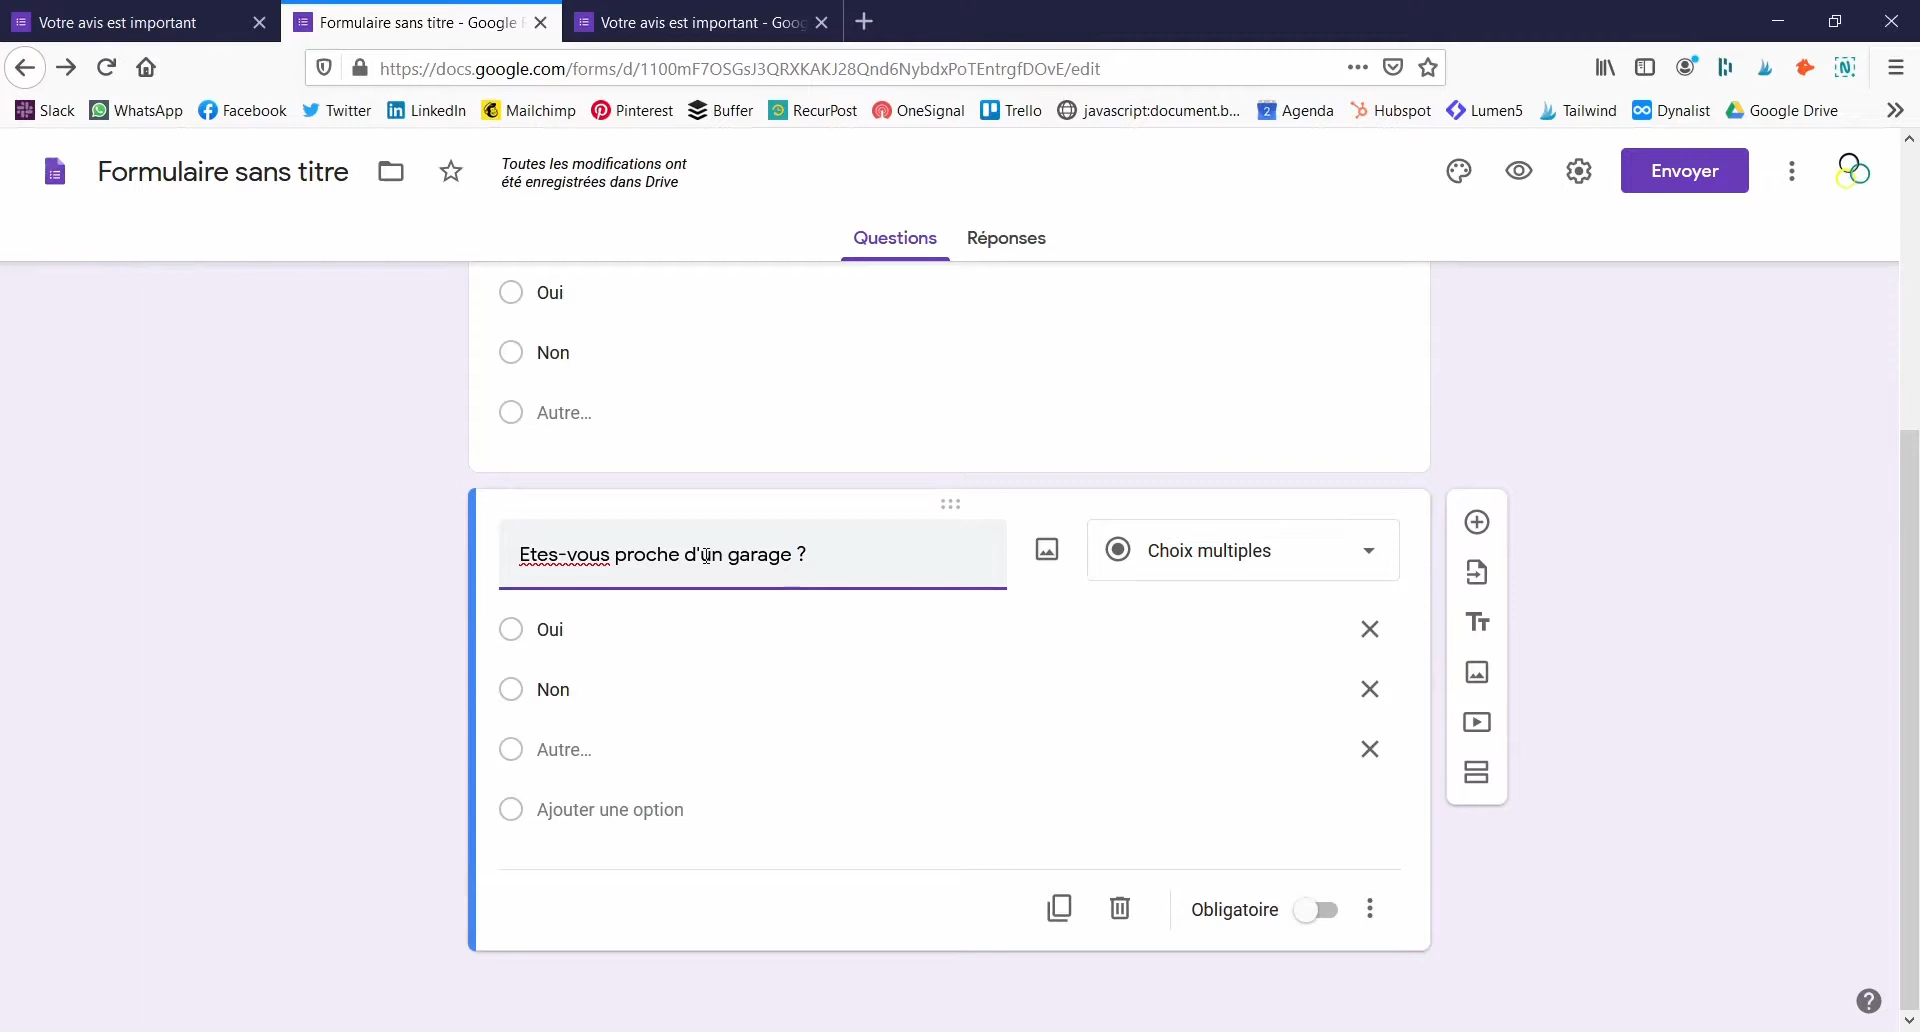 Votre avis est important
Formulaire sans titre - Google F
Votre avis est important - Goog
https://docs.google.com/forms/d/1100mF7OSGsJ3QRXKAKJ28Qnd6NybdxPoTEntrgfDOvE/edit
Slack WhatsApp Facebook Twitter LinkedIn Mailchimp Pinterest Buffer RecurPost OneSignal Trello javascript:document.b... Agenda Hubspot Lumen5 Tailwind Dynalist Google Drive
Formulaire sans titre
Toutes les modifications ont
été enregistrées dans Drive
Envoyer
Questions Réponses
Oui
Non
Autre...
Etes-vous proche d'un garage ?
Choix multiples
Oui
Non
Autre...
Ajouter une option
Obligatoire